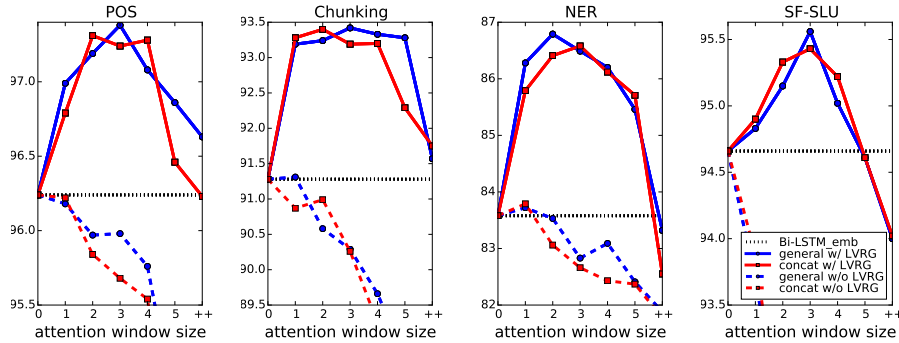 POS
97.0
96.5
96.0
95.5
0 1 2 3 4 5 ++
attention window size
Chunking
93.5
93.0
92.5
92.0
91.5
91.0
90.5
90.0
89.5
0 1 2 3 4 5 ++
attention window size
NER
87
86
85
84
83
82
0 1 2 3 4 5 ++
attention window size
SF-SLU
95.5
95.0
94.5
94.0
93.5
0 1 2 3 4 5 ++
attention window size
Bi-LSTM_emb
general w/ LVRG
concat w/ LVRG
general w/o LVRG
concat w/o LVRG